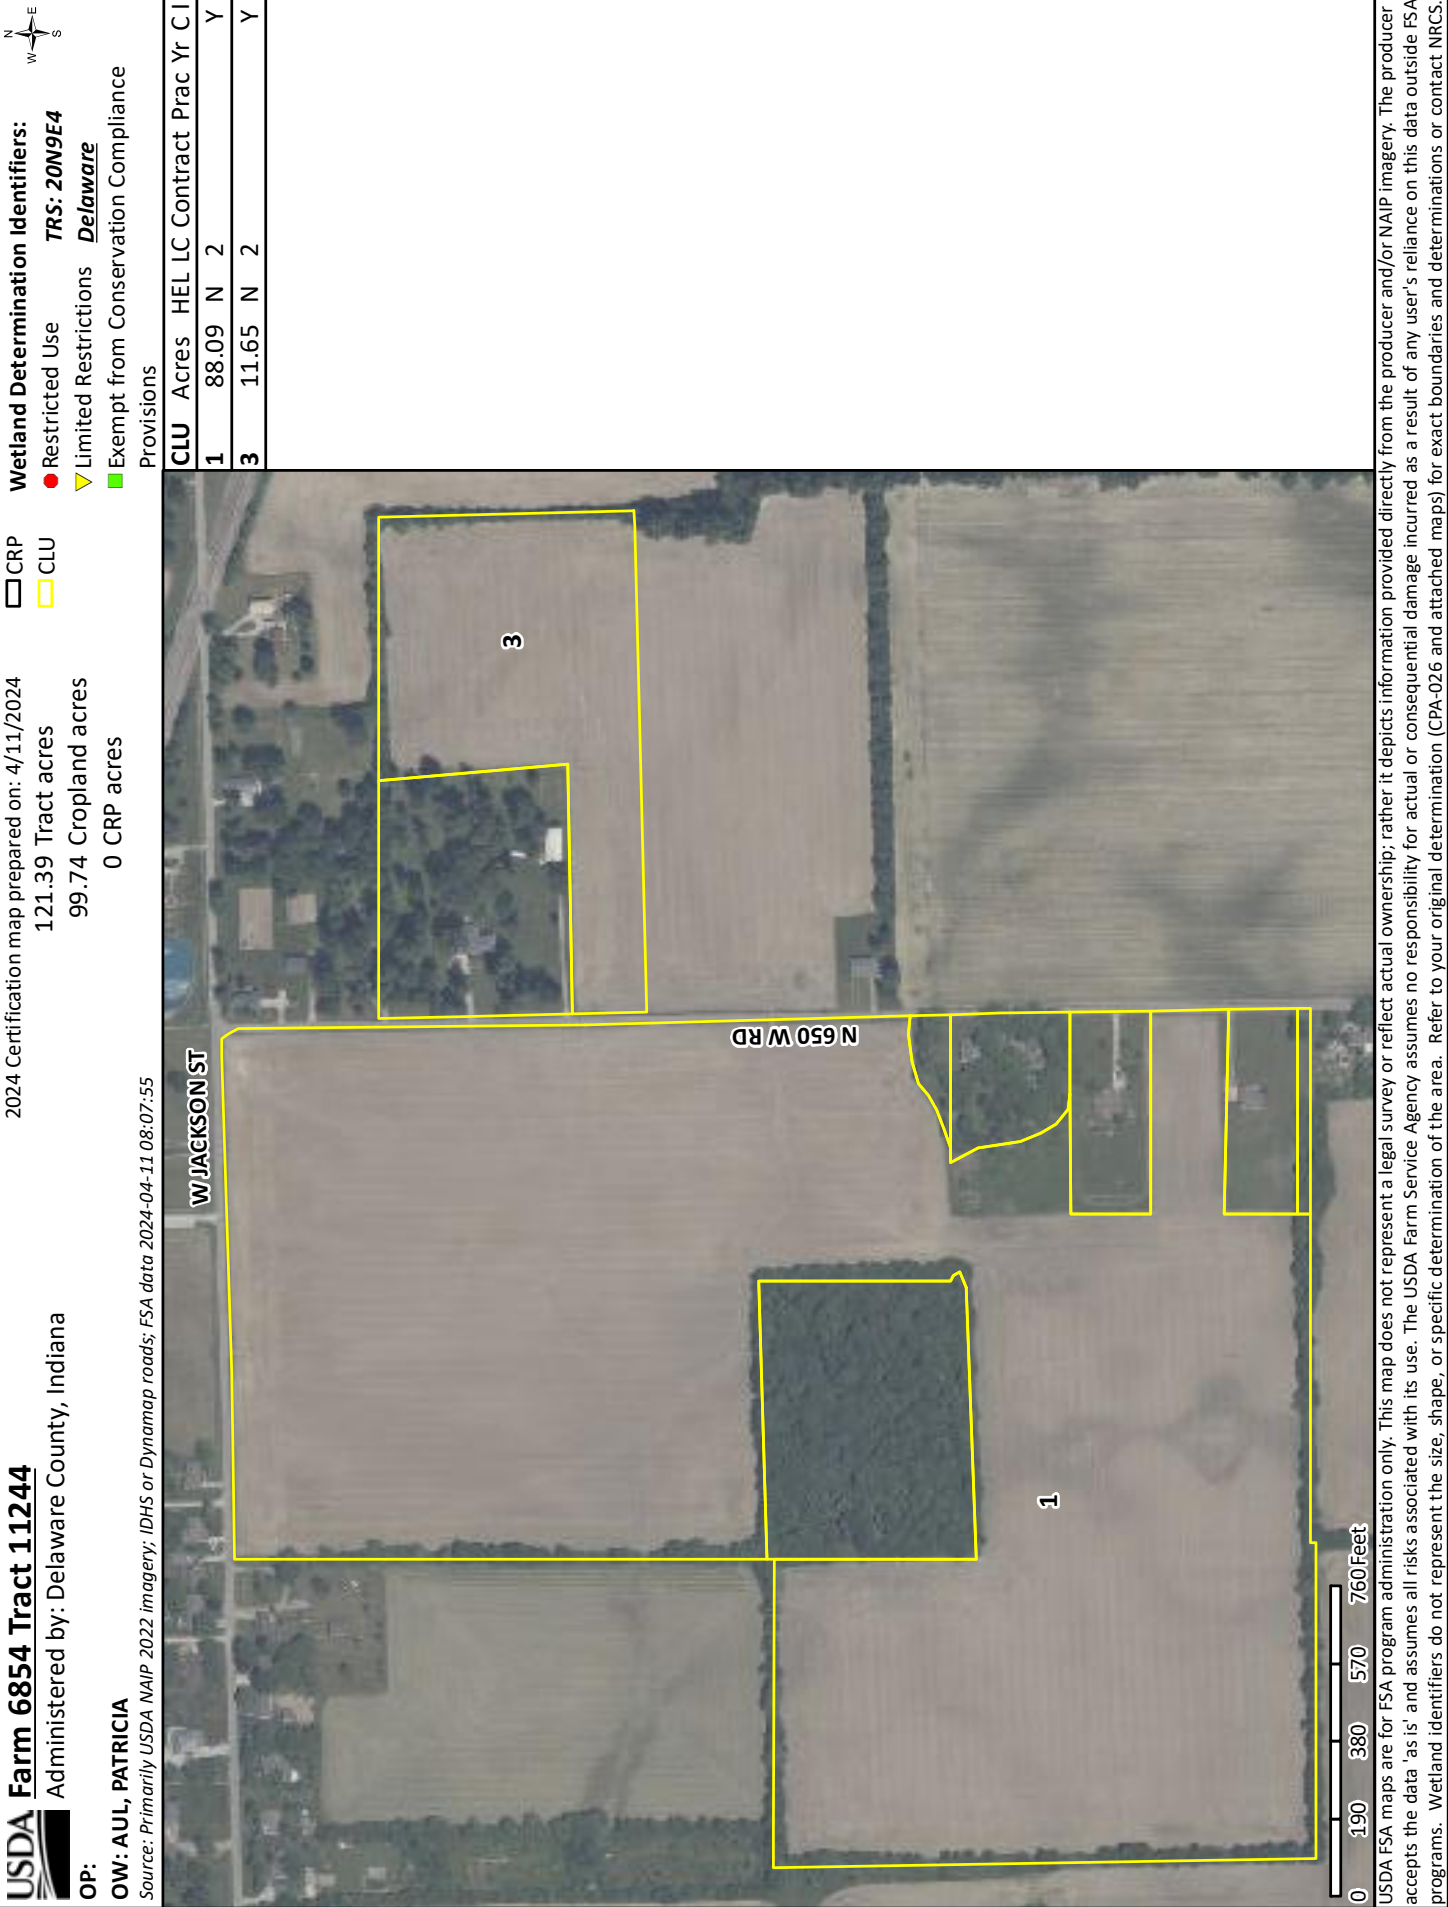 USDA
Farm 6854 Tract 11244
Administered by: Delaware County, Indiana
OP:
OW: AUL, PATRICIA
Source: Primarily USDA NAIP 2022 imagery; IDHS or Dynamap roads; FSA data 2024-04-11 08:07:55
2024 Certification map prepared on: 4/11/2024
121.39 Tract acres
99.74 Cropland acres
0 CRP acres
CRP
CLU
Wetland Determination Identifiers:
Restricted Use
Limited Restrictions
Exempt from Conservation Compliance
Provisions
TRS: 20N9E4
Delaware
N
W E
S
CLU Acres HEL LC Contract Prac Yr C I
1 88.09 N 2 Y
3 11.65 N 2 Y
W JACKSON ST
N 650 W RD
3
1
0 190 380 570 760 Feet
USDA FSA maps are for FSA program administration only. This map does not represent a legal survey or reflect actual ownership; rather it depicts information provided directly from the producer and/or NAIP imagery. The producer
accepts the data 'as is' and assumes all risks associated with its use. The USDA Farm Service Agency assumes no responsibility for actual or consequential damage incurred as a result of any user's reliance on this data outside FSA
programs. Wetland identifiers do not represent the size, shape, or specific determination of the area. Refer to your original determination (CPA-026 and attached maps) for exact boundaries and determinations or contact NRCS.